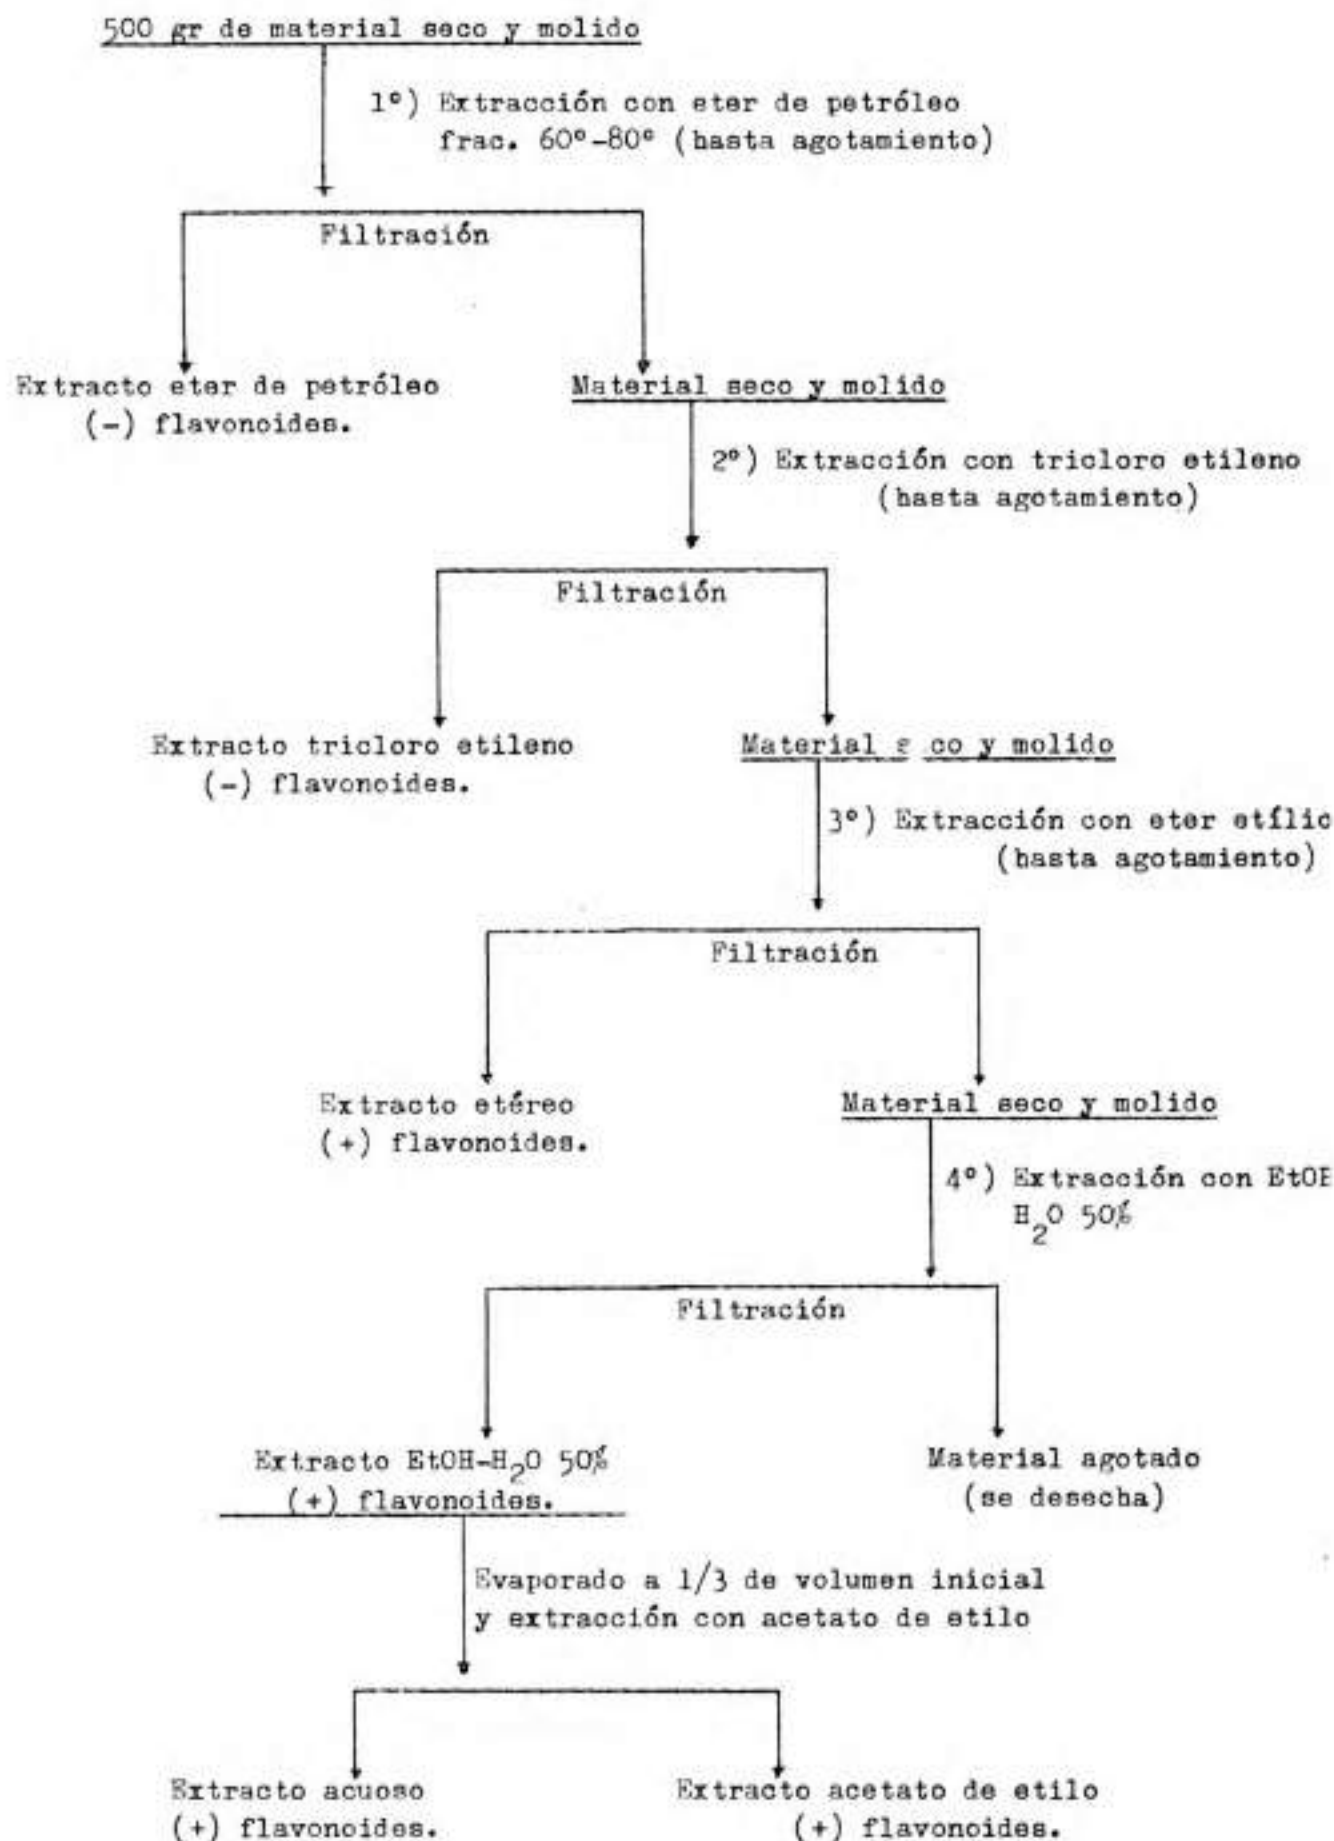 500 gr de material seco y molido
1°) Extracción con eter de petróleo
frac. 60°-80° (hasta agotamiento)
Filtración
Extracto eter de petróleo
(-) flavonoides.
Material seco y molido
2°) Extracción con tricloro etileno
(hasta agotamiento)
Filtración
Extracto tricloro etileno
(-) flavonoides.
Material s co y molido
3°) Extracción con eter etílic
(hasta agotamiento)
Filtración
Extracto etéreo
(+) flavonoides.
Material seco y molido
4°) Extracción con EtOH
H₂O 50%
Filtración
Extracto EtOH-H₂O 50%
(+) flavonoides.
Material agotado
(se desecha)
Evaporado a 1/3 de volumen inicial
y extracción con acetato de etilo
Extracto acuoso
(+) flavonoides.
Extracto acetato de etilo
(+) flavonoides.